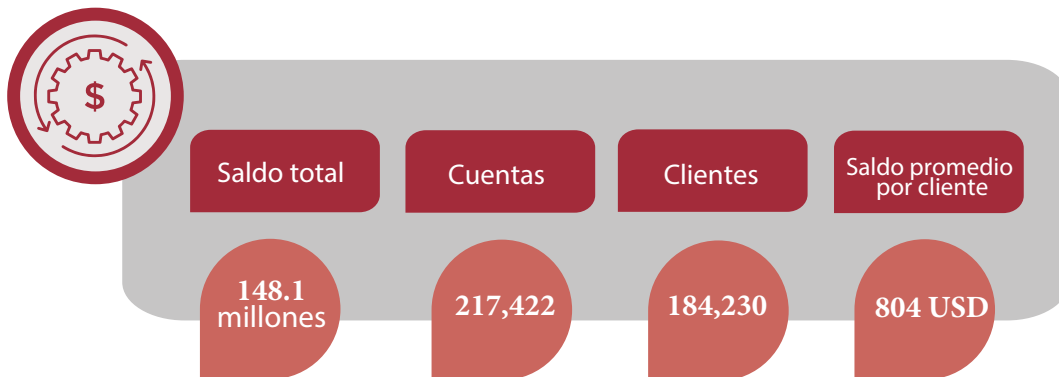 $
Saldo total
Cuentas
Clientes
Saldo promedio
por cliente
148.1
millones
217,422
184,230
804 USD